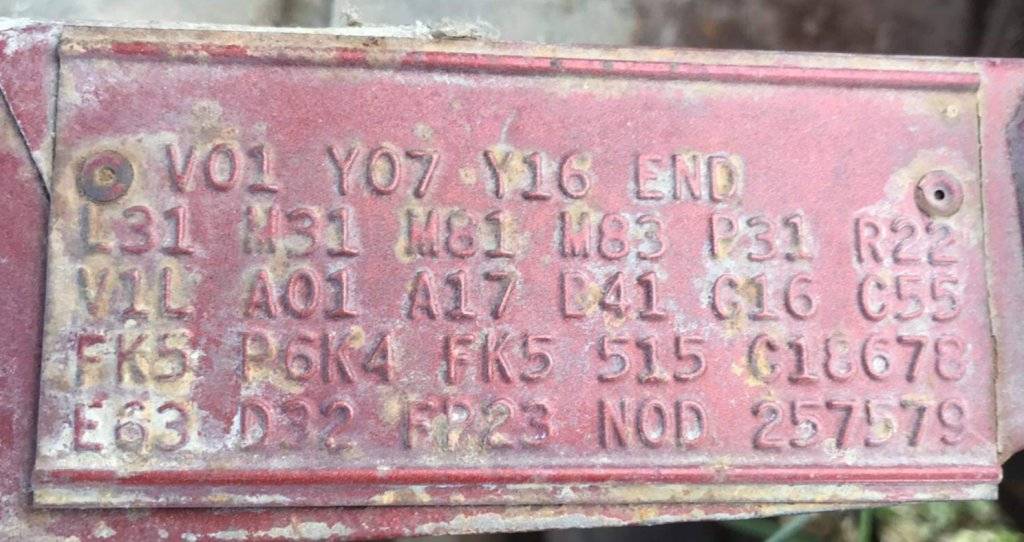 V01 Y07 Y16 END
L31 M31 M81 M83 P31 R22
V1L A01 A17 B41 C16 C55
FK5 P6K4 FK5 515 C18678
E63 D32 FP23 N0D 257579